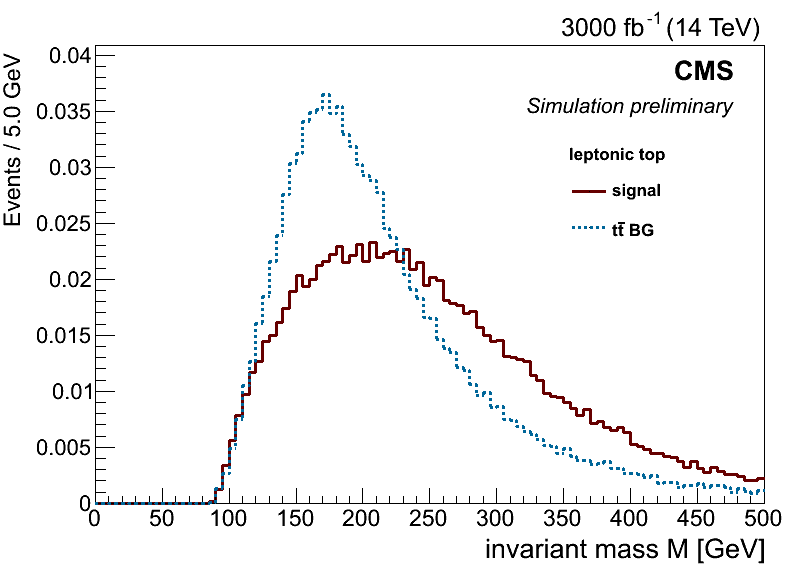 3000 fb⁻¹ (14 TeV)
CMS
Simulation preliminary
leptonic top
signal
tt̄ BG
Events / 5.0 GeV
0.04
0.035
0.03
0.025
0.02
0.015
0.01
0.005
0
0 50 100 150 200 250 300 350 400 450 500
invariant mass M [GeV]